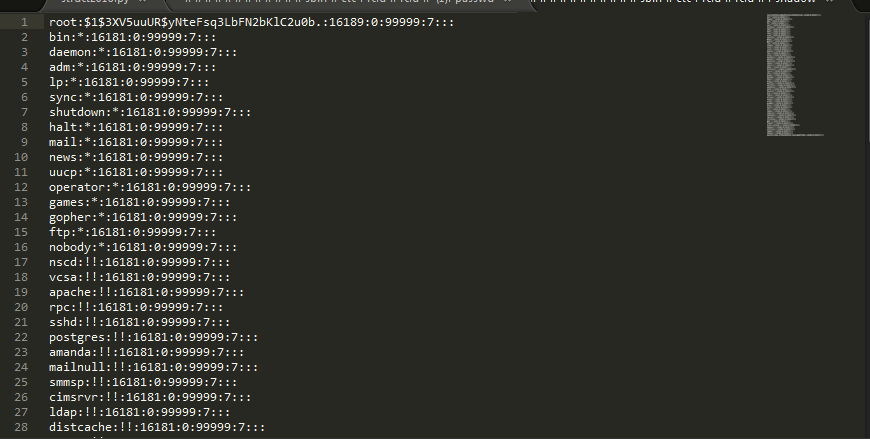 1 root:$1$3XV5uuUR$yNteFsq3LbFN2bKlC2u0b.:16189:0:99999:7:::
2 bin:*:16181:0:99999:7:::
3 daemon:*:16181:0:99999:7:::
4 adm:*:16181:0:99999:7:::
5 lp:*:16181:0:99999:7:::
6 sync:*:16181:0:99999:7:::
7 shutdown:*:16181:0:99999:7:::
8 halt:*:16181:0:99999:7:::
9 mail:*:16181:0:99999:7:::
10 news:*:16181:0:99999:7:::
11 uucp:*:16181:0:99999:7:::
12 operator:*:16181:0:99999:7:::
13 games:*:16181:0:99999:7:::
14 gopher:*:16181:0:99999:7:::
15 ftp:*:16181:0:99999:7:::
16 nobody:*:16181:0:99999:7:::
17 nscd:!!:16181:0:99999:7:::
18 vcsa:!!:16181:0:99999:7:::
19 apache:!!:16181:0:99999:7:::
20 rpc:!!:16181:0:99999:7:::
21 sshd:!!:16181:0:99999:7:::
22 postgres:!!:16181:0:99999:7:::
23 amanda:!!:16181:0:99999:7:::
24 mailnull:!!:16181:0:99999:7:::
25 smmsp:!!:16181:0:99999:7:::
26 cimsrvr:!!:16181:0:99999:7:::
27 ldap:!!:16181:0:99999:7:::
28 distcache:!!:16181:0:99999:7:::